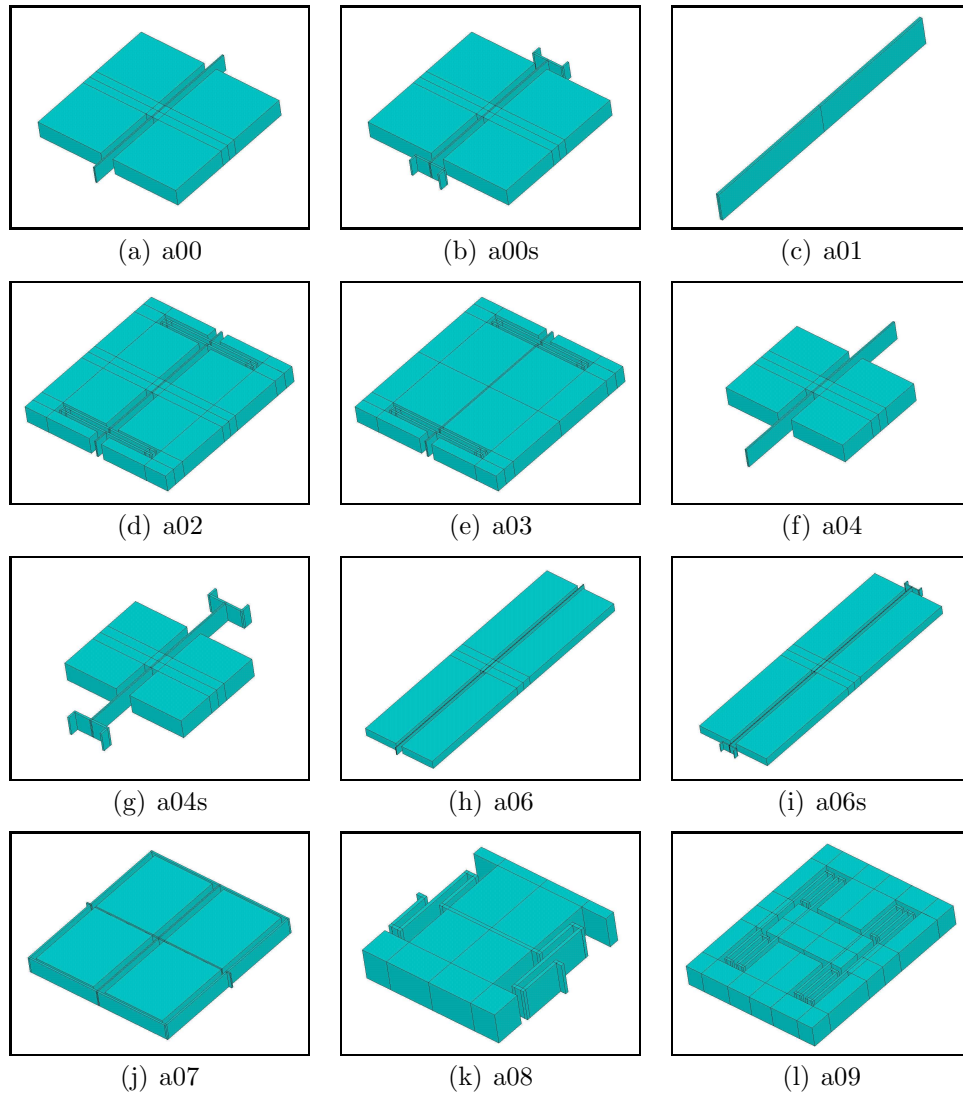 (a) a00
(b) a00s
(c) a01
(d) a02
(e) a03
(f) a04
(g) a04s
(h) a06
(i) a06s
(j) a07
(k) a08
(l) a09